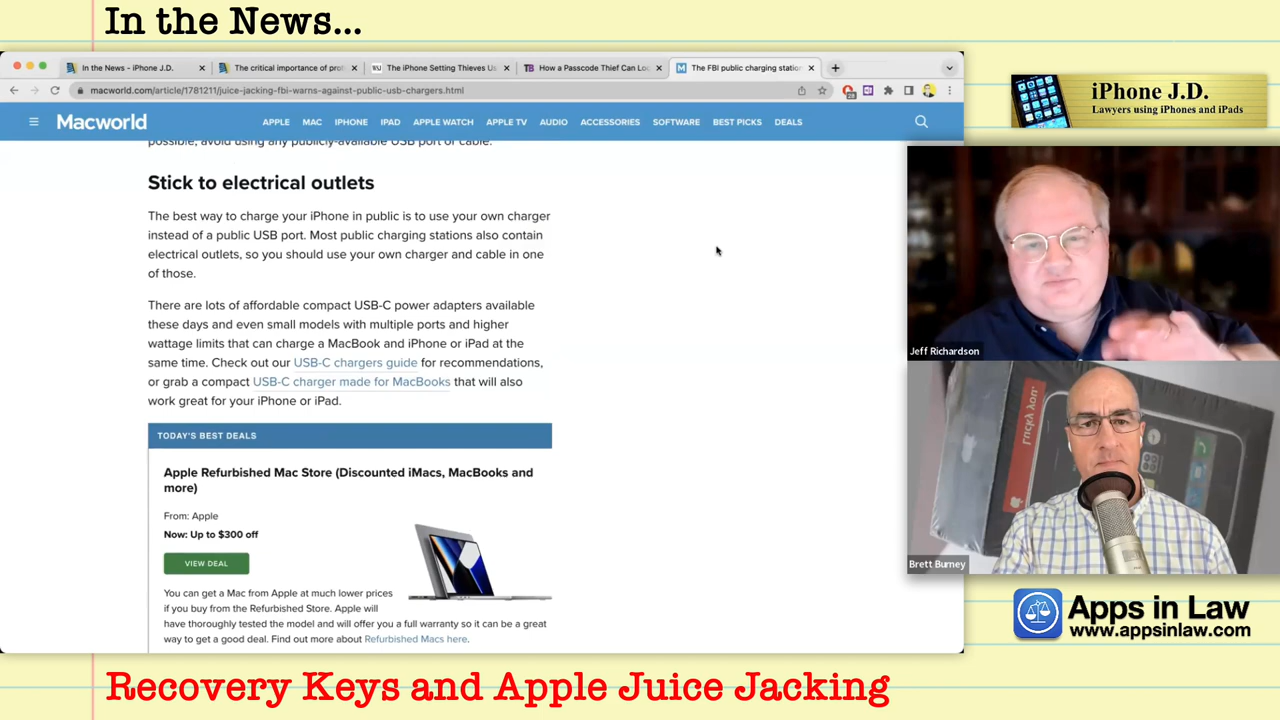 In the News...
In the News - iPhone J.D.
The critical importance of prot
The iPhone Setting Thieves Us
How a Passcode Thief Can Loc
The FBI public charging station
macworld.com/article/1781211/juice-jacking-fbi-warns-against-public-usb-chargers.html
Macworld
APPLE MAC IPHONE IPAD APPLE WATCH APPLE TV AUDIO ACCESSORIES SOFTWARE BEST PICKS DEALS
possible, avoid using any publicly-available USB port or cable.
Stick to electrical outlets
The best way to charge your iPhone in public is to use your own charger
instead of a public USB port. Most public charging stations also contain
electrical outlets, so you should use your own charger and cable in one
of those.
There are lots of affordable compact USB-C power adapters available
these days and even small models with multiple ports and higher
wattage limits that can charge a MacBook and iPhone or iPad at the
same time. Check out our USB-C chargers guide for recommendations,
or grab a compact USB-C charger made for MacBooks that will also
work great for your iPhone or iPad.
TODAY'S BEST DEALS
Apple Refurbished Mac Store (Discounted iMacs, MacBooks and
more)
From: Apple
Now: Up to $300 off
VIEW DEAL
You can get a Mac from Apple at much lower prices
if you buy from the Refurbished Store. Apple will
have thoroughly tested the model and will offer you a full warranty so it can be a great
way to get a good deal. Find out more about Refurbished Macs here.
iPhone J.D.
Lawyers using iPhones and iPads
Jeff Richardson
Brett Burney
Apps in Law
www.appsinlaw.com
Recovery Keys and Apple Juice Jacking